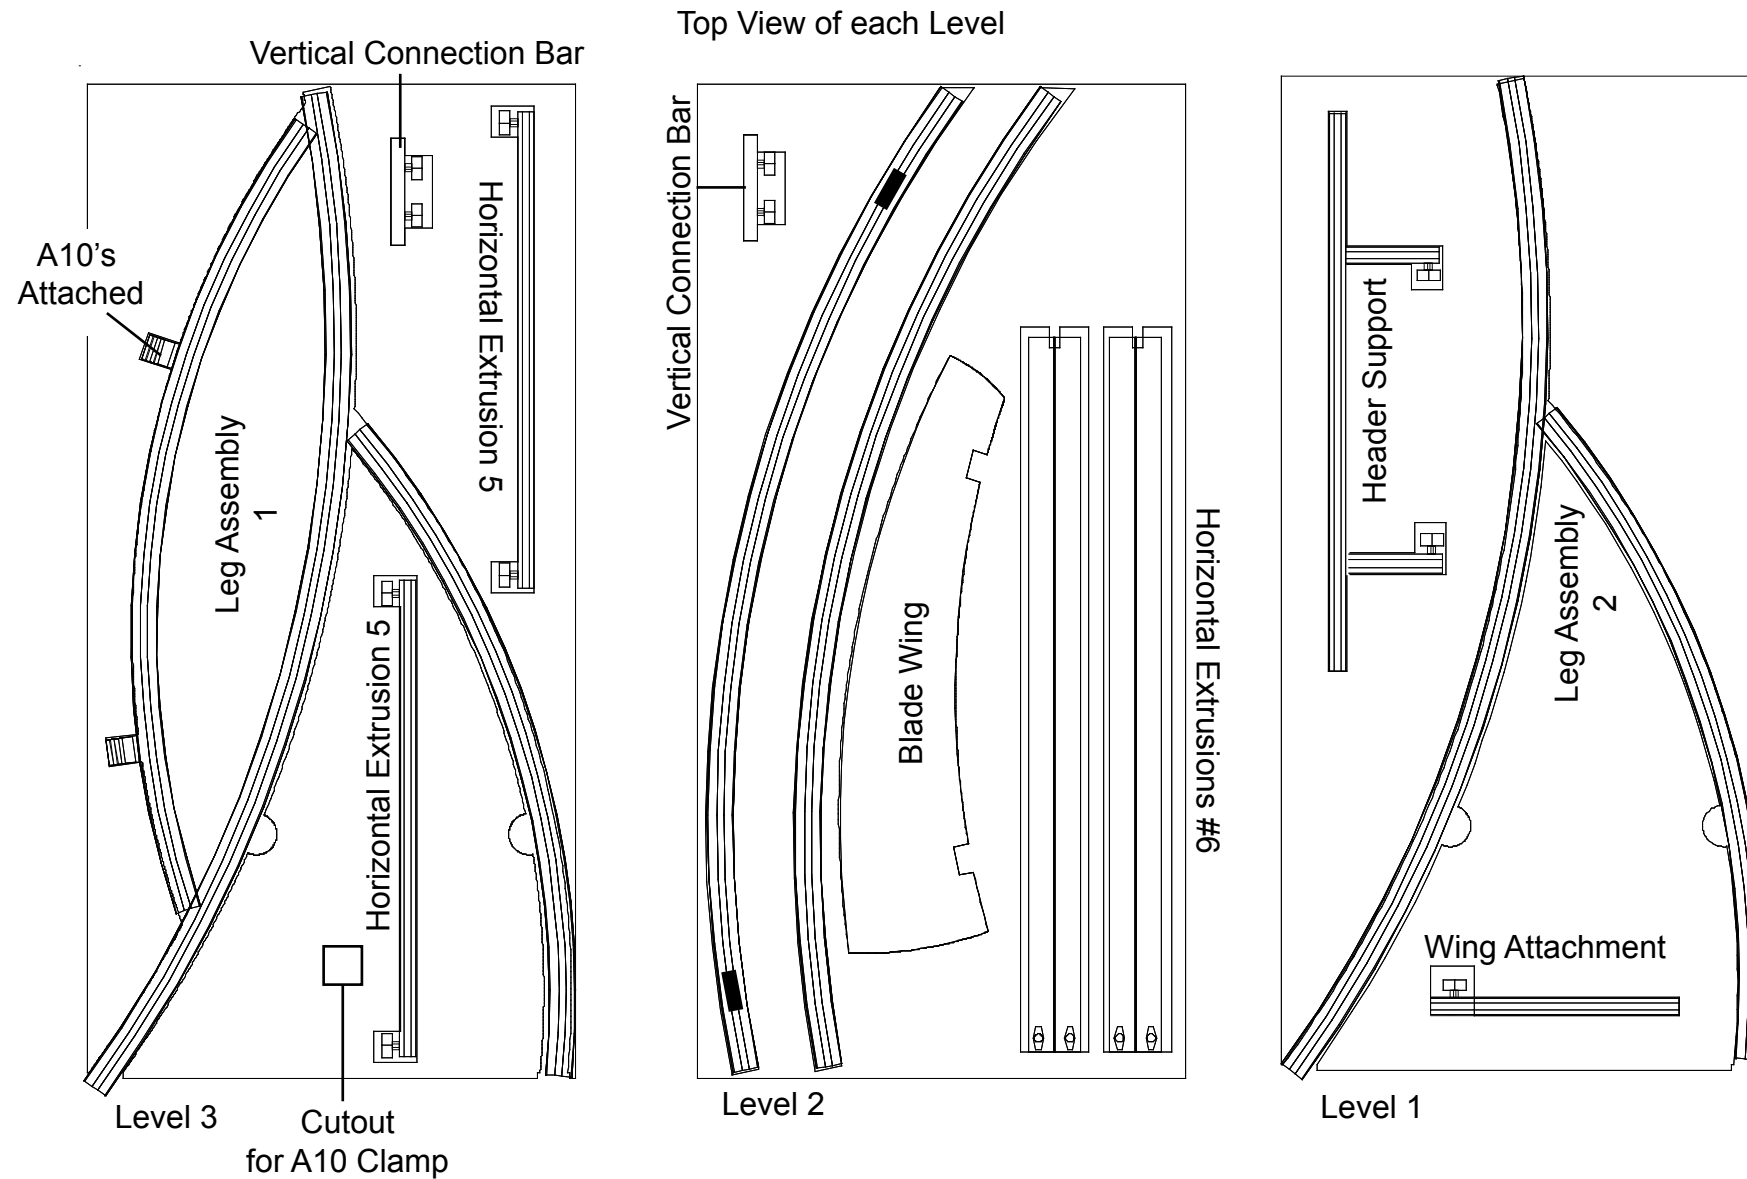 Top View of each Level
Vertical Connection Bar
A10's
Attached
Leg Assembly
1
Horizontal Extrusion 5
Horizontal Extrusion 5
Level 3
Cutout
for A10 Clamp
Vertical Connection Bar
Blade Wing
Horizontal Extrusions #6
Level 2
Header Support
Leg Assembly
2
Wing Attachment
Level 1